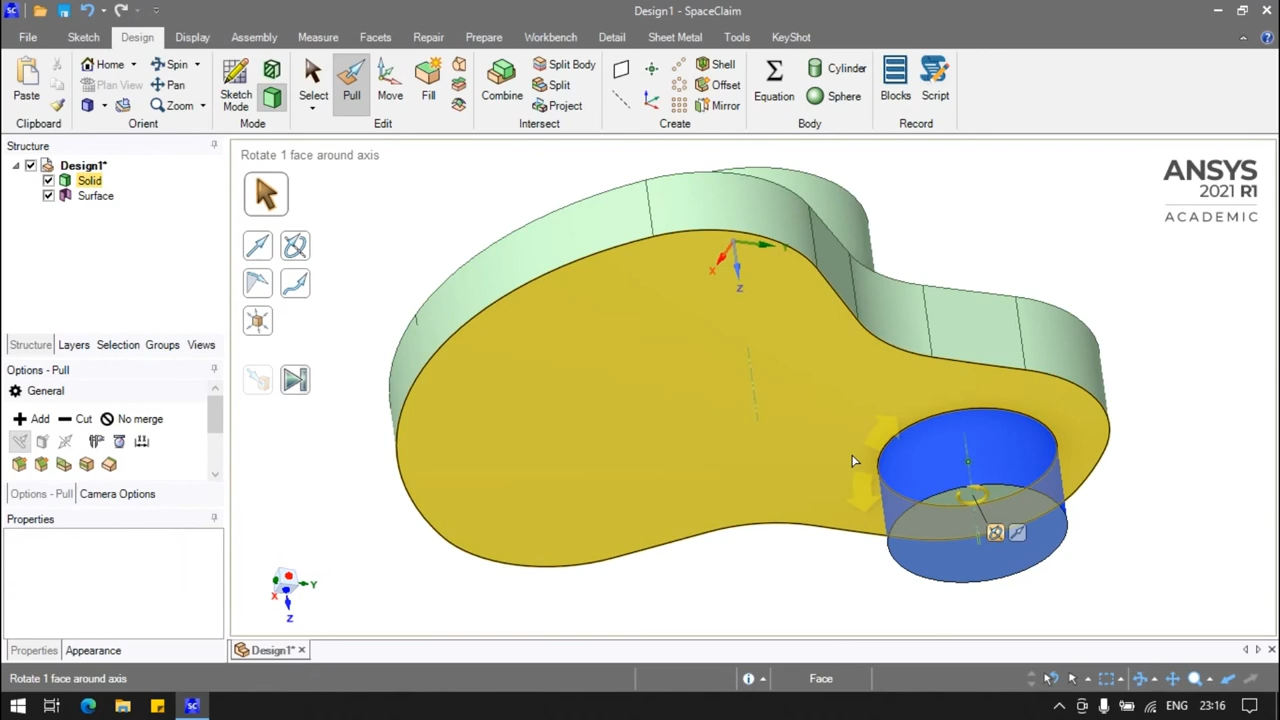 Design1 - SpaceClaim
File Sketch Design Display Assembly Measure Facets Repair Prepare Workbench Detail Sheet Metal Tools KeyShot
Home Spin Split Body Shell Cylinder
Plan View Pan Split Offset
Paste Zoom Sketch Mode Select Pull Move Fill Combine Project Mirror Equation Sphere Blocks Script
Clipboard Orient Mode Edit Intersect Create Body Record
Structure
Design1*
Solid
Surface
Rotate 1 face around axis
ANSYS
2021 R1
ACADEMIC
X Y
Z
Structure Layers Selection Groups Views
Options - Pull
General
Add Cut No merge
Options - Pull Camera Options
Properties
X Y
Z
Properties Appearance
Design1*
Rotate 1 face around axis
Face
ENG 23:16